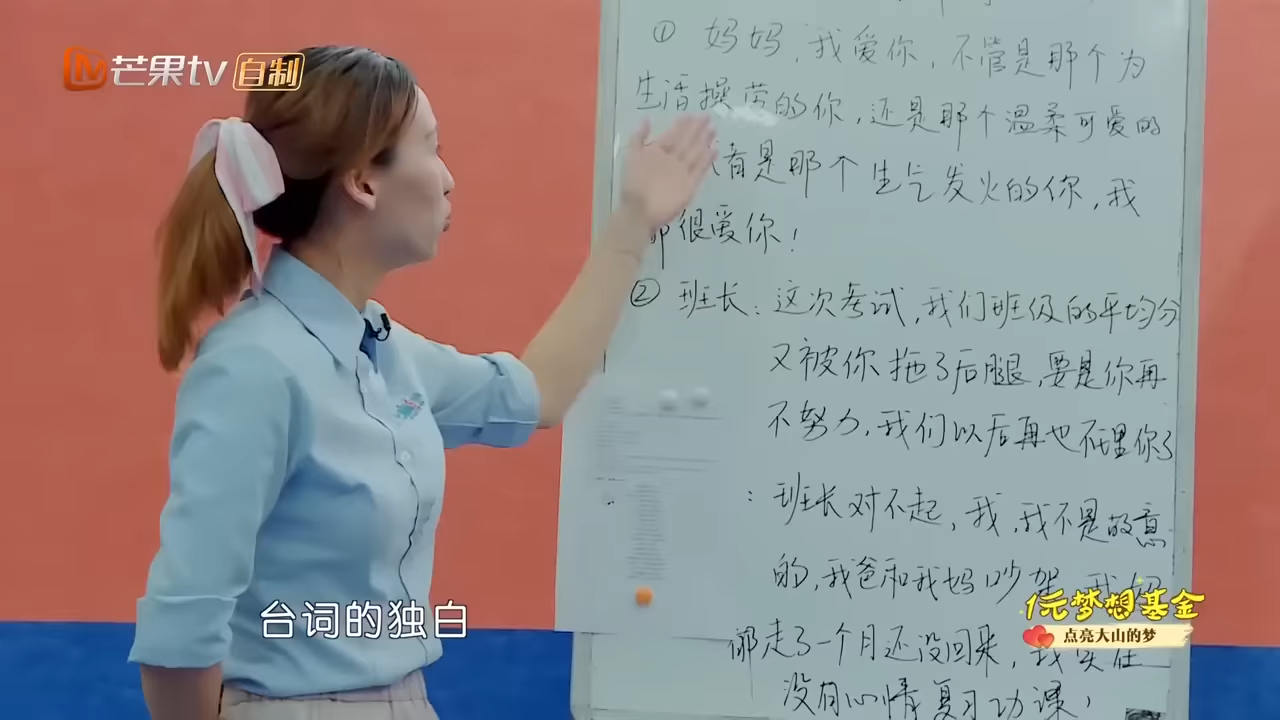 芒果tv 自制
① 妈妈,我爱你,不管是那个为
生活操劳的你,还是那个温柔可爱的
或者是那个生气发火的你,我
都很爱你!
② 班长:这次考试,我们班级的平均分
又被你拖了后腿,要是你再
不努力,我们以后再也不理你了
:班长对不起,我,我不是故意
的,我爸和我妈吵架,我妈
都走了一个月还没回来,我实在
没有心情复习功课,
台词的独白
亿元梦想基金
点亮大山的梦